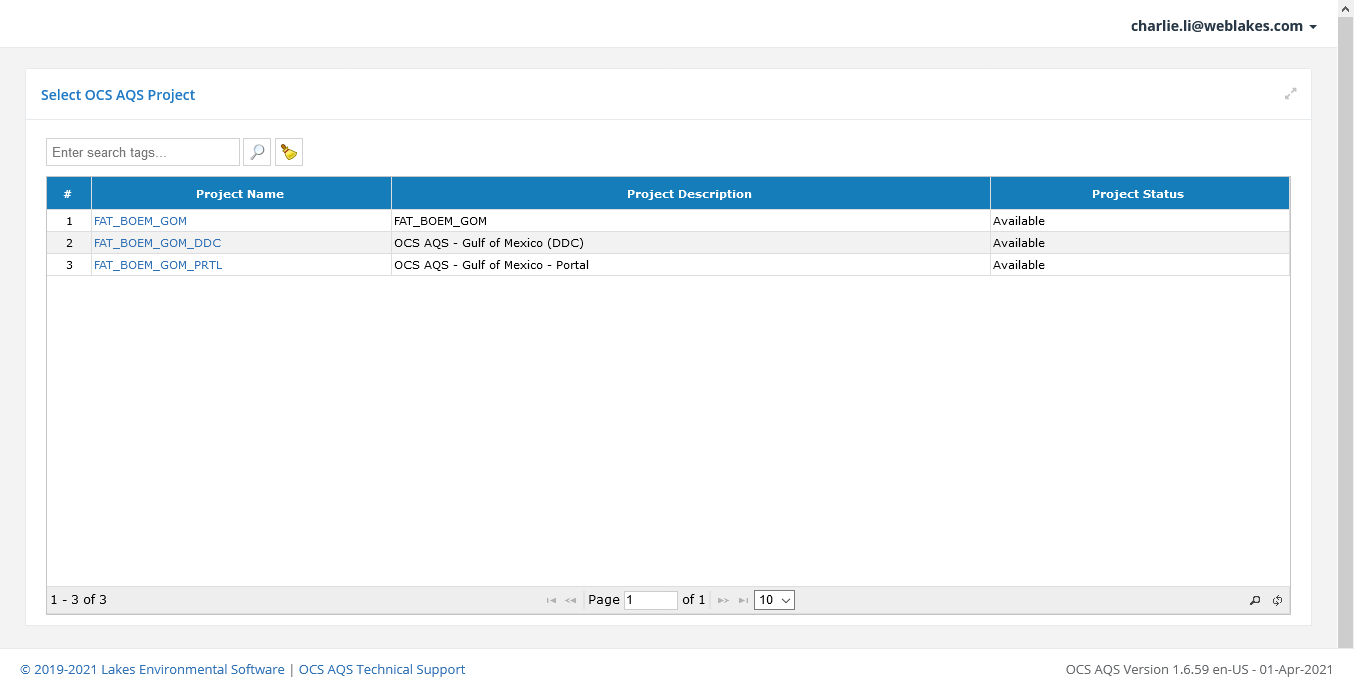 charlie.li@weblakes.com
Select OCS AQS Project
Enter search tags...
# Project Name Project Description Project Status
1 FAT_BOEM_GOM FAT_BOEM_GOM Available
2 FAT_BOEM_GOM_DDC OCS AQS - Gulf of Mexico (DDC) Available
3 FAT_BOEM_GOM_PRTL OCS AQS - Gulf of Mexico - Portal Available
1 - 3 of 3 Page 1 of 1 10
© 2019-2021 Lakes Environmental Software | OCS AQS Technical Support OCS AQS Version 1.6.59 en-US - 01-Apr-2021